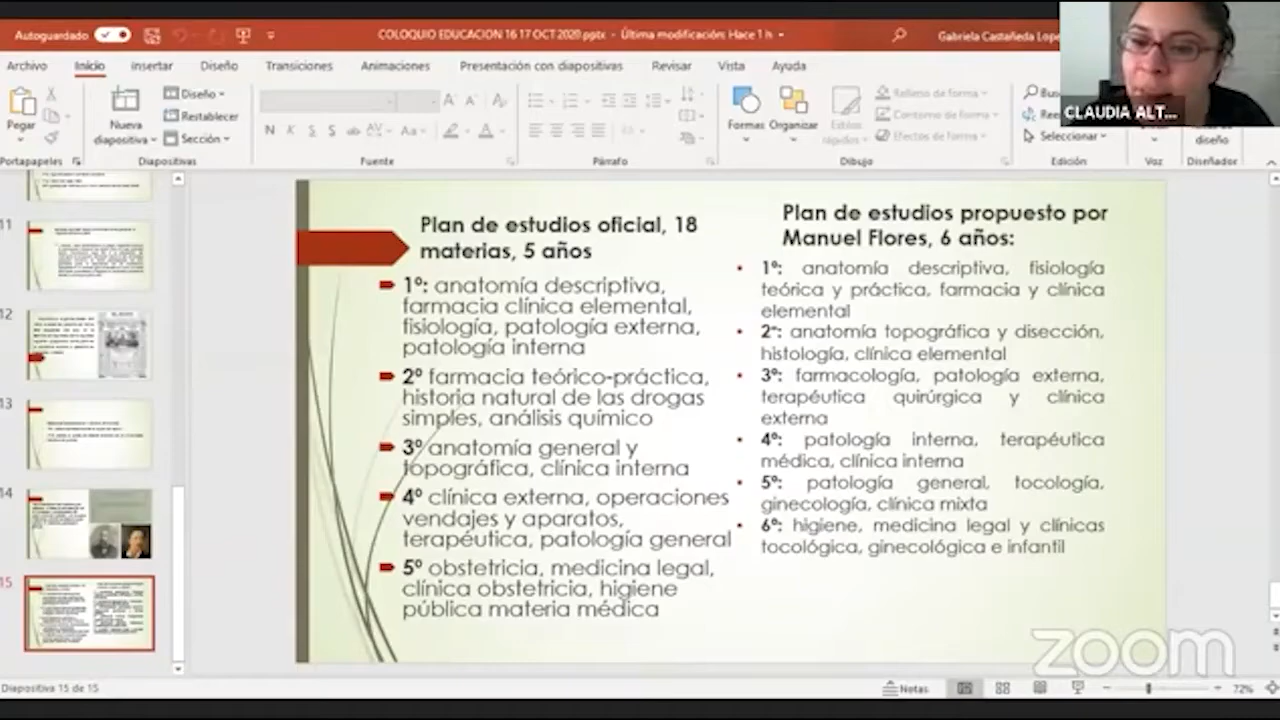 Autoguardado
COLOQUIO EDUCACION 16 17 OCT 2020.pptx - Última modificación: Hace 1 h
Gabriela Castañeda Lope
CLAUDIA ALT...
Archivo Inicio Insertar Diseño Transiciones Animaciones Presentación con diapositivas Revisar Vista Ayuda
Pegar
Nueva
diapositiva
Diseño
Restablecer
Sección
Formas
Organizar
Estilos
rápidos
Relleno de forma
Contorno de forma
Efectos de forma
Seleccionar
diseño
Portapapeles
Diapositivas
Fuente
Párrafo
Dibujo
Edición
Voz
Diseñador
11
12
13
14
15
Plan de estudios oficial, 18
materias, 5 años
1º: anatomía descriptiva,
farmacia clínica elemental,
fisiología, patología externa,
patología interna
2º farmacia teórico-práctica,
historia natural de las drogas
simples, análisis químico
3º anatomía general y
topográfica, clínica interna
4º clínica externa, operaciones
vendajes y aparatos,
terapéutica, patología general
5º obstetricia, medicina legal,
clínica obstetricia, higiene
pública materia médica
Plan de estudios propuesto por
Manuel Flores, 6 años:
1º: anatomía descriptiva, fisiología
teórica y práctica, farmacia y clínica
elemental
2º: anatomía topográfica y disección,
histología, clínica elemental
3º: farmacología, patología externa,
terapéutica quirúrgica y clínica
externa
4º: patología interna, terapéutica
médica, clínica interna
5º: patología general, tocología,
ginecología, clínica mixta
6º: higiene, medicina legal y clínicas
tocológica, ginecológica e infantil
zoom
Diapositiva 15 de 15
Notas
72%